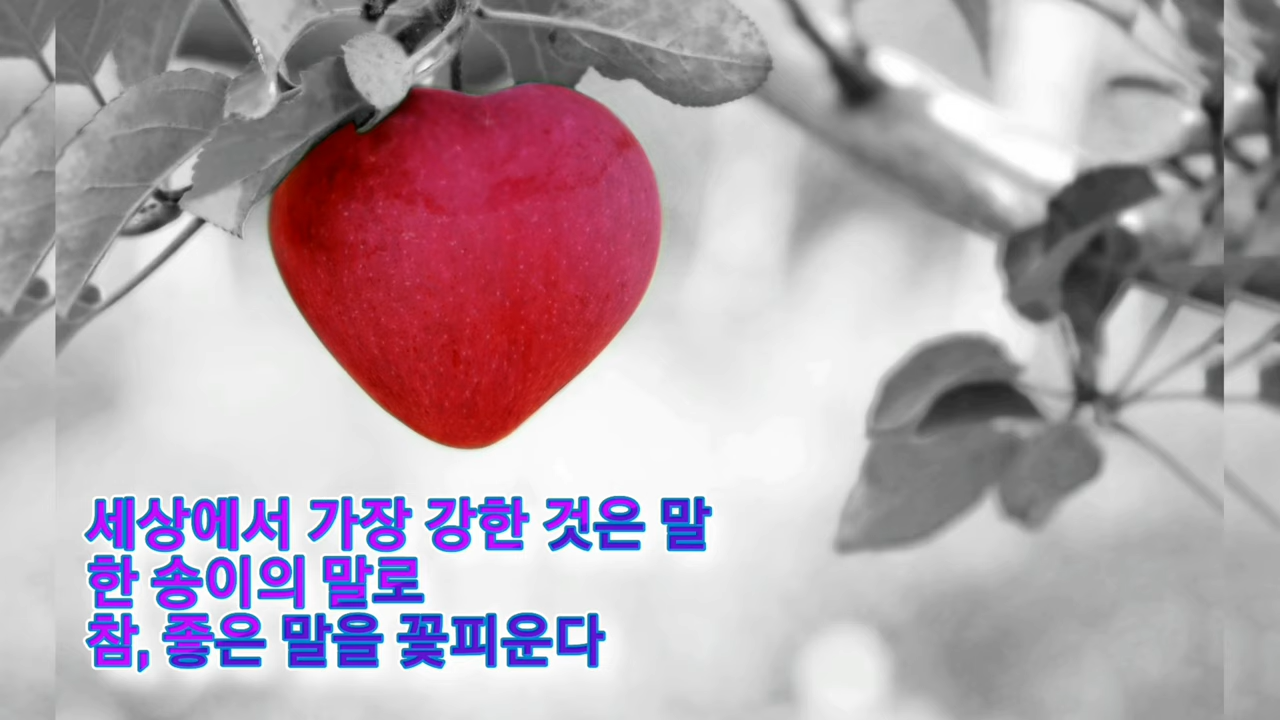 세상에서 가장 강한 것은 말
한 송이의 말로
참, 좋은 말을 꽃피운다